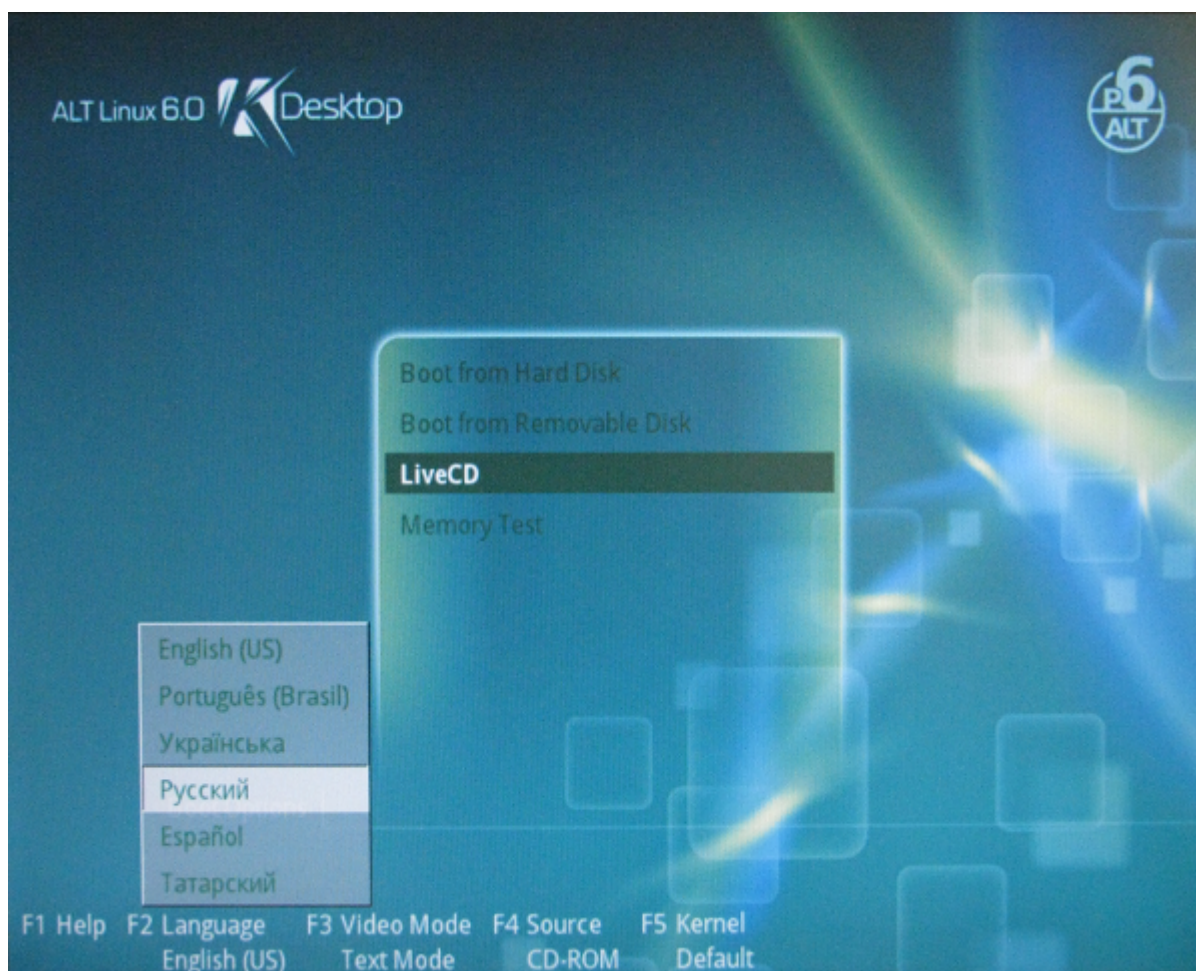 ALT Linux 6.0 KDesktop
P6
ALT
Boot from Hard Disk
Boot from Removable Disk
LiveCD
Memory Test
English (US)
Português (Brasil)
Українська
Русский
Español
Татарский
F1 Help F2 Language F3 Video Mode F4 Source F5 Kernel
English (US) Text Mode CD-ROM Default